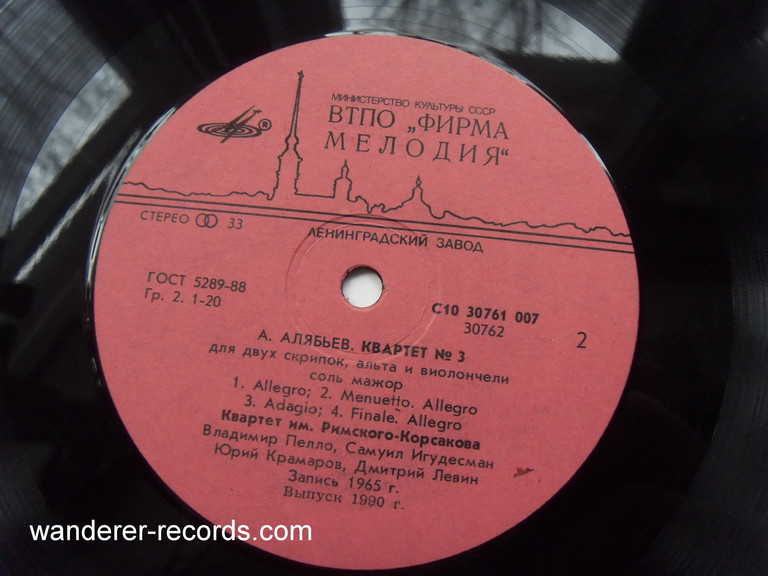 МИНИСТЕРСТВО КУЛЬТУРЫ СССР
ВТПО „ФИРМА
МЕЛОДИЯ“
®
СТЕРЕО 33
ЛЕНИНГРАДСКИЙ ЗАВОД
ГОСТ 5289-88
Гр. 2. 1-20
С10 30761 007
30762
2
А. АЛЯБЬЕВ. КВАРТЕТ № 3
для двух скрипок, альта и виолончели
соль мажор
1. Allegro; 2. Menuetto. Allegro
3. Adagio; 4. Finale. Allegro
Квартет им. Римского-Корсакова
Владимир Пелло, Самуил Игудесман
Юрий Крамаров, Дмитрий Левин
Запись 1965 г.
Выпуск 1990 г.
wanderer-records.com